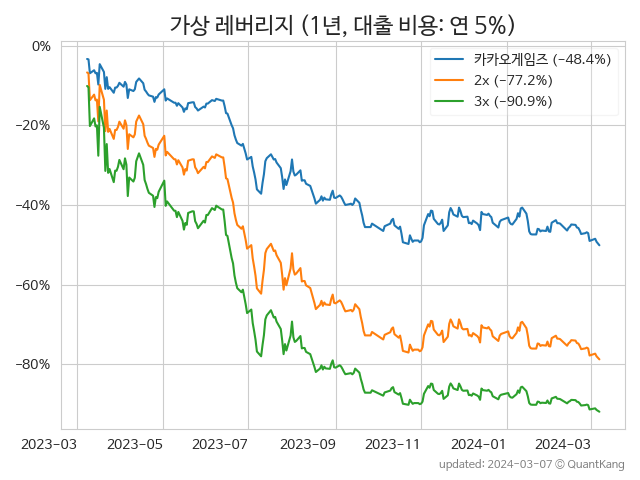 가상 레버리지 (1년, 대출 비용: 연 5%)
카카오게임즈 (−48.4%)
2x (−77.2%)
3x (−90.9%)
0%
−20%
−40%
−60%
−80%
2023-03
2023-05
2023-07
2023-09
2023-11
2024-01
2024-03
updated: 2024-03-07 © QuantKang